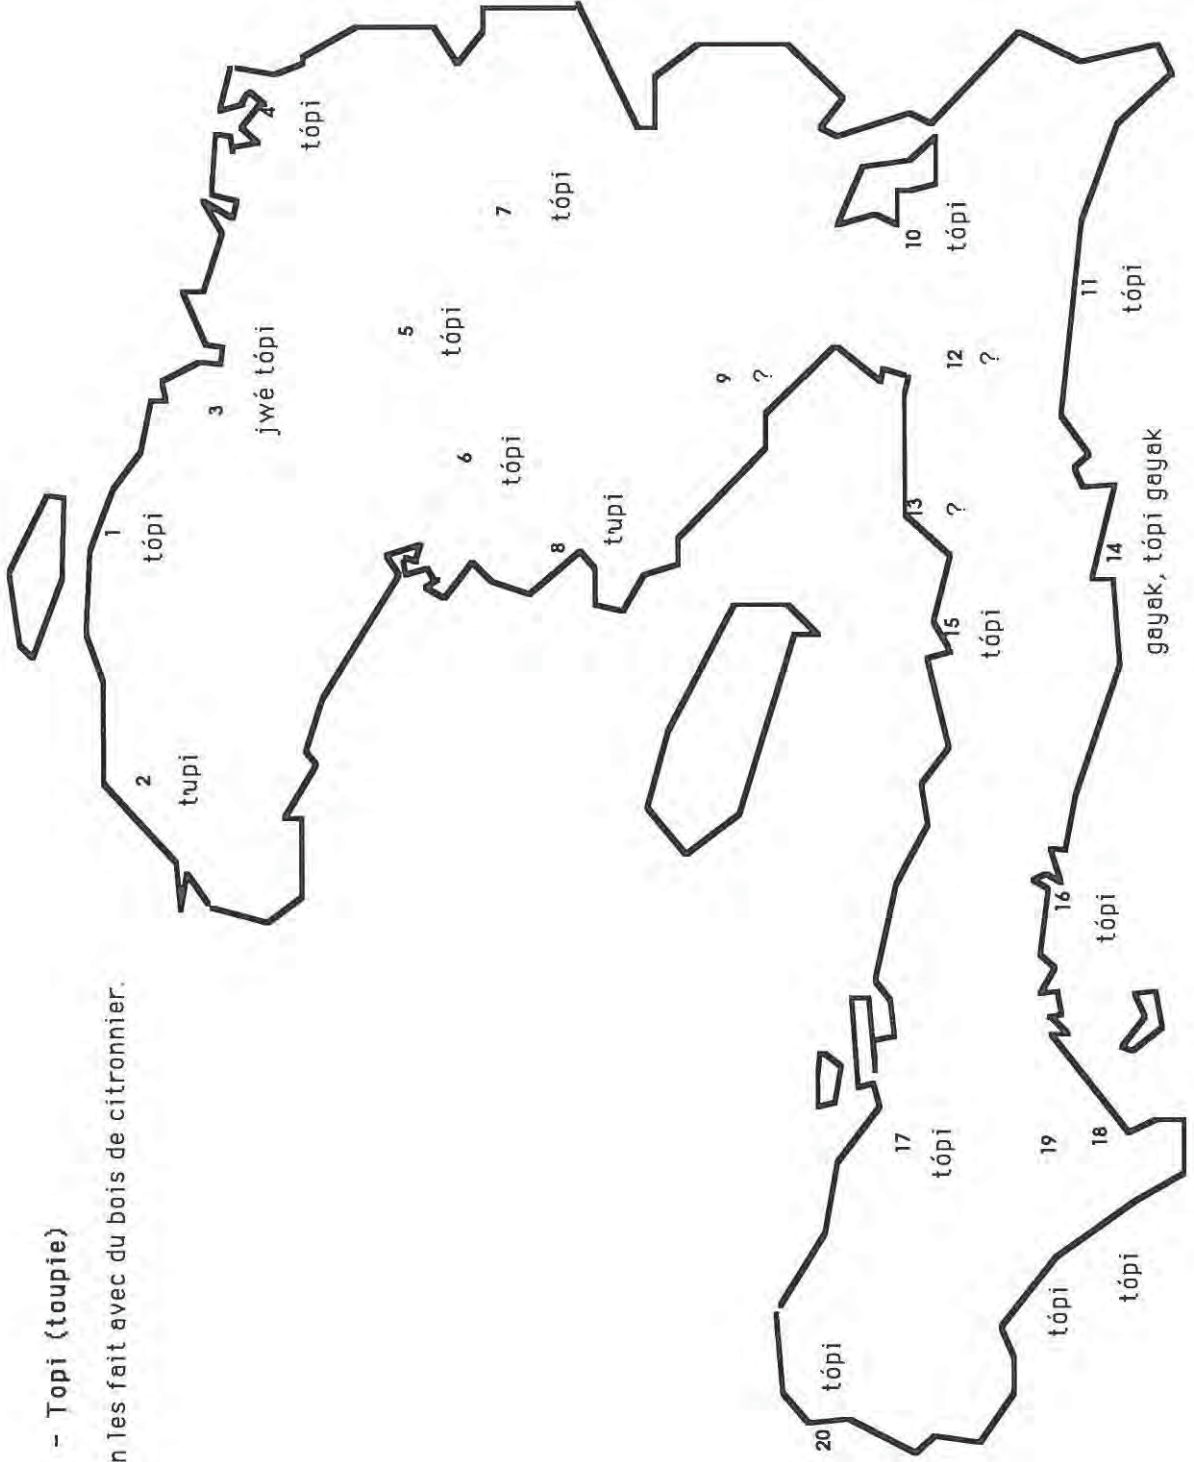 - Topi (toupie)
n les fait avec du bois de citronnier.
1
tópi
2
tupi
3
jwé tópi
4
tópi
5
tópi
6
tópi
7
tópi
8
tupi
9
?
10
tópi
11
tópi
12
?
13
?
14
gayak, tópi gayak
15
tópi
16
tópi
17
tópi
18
tópi
19
tópi
20
tópi